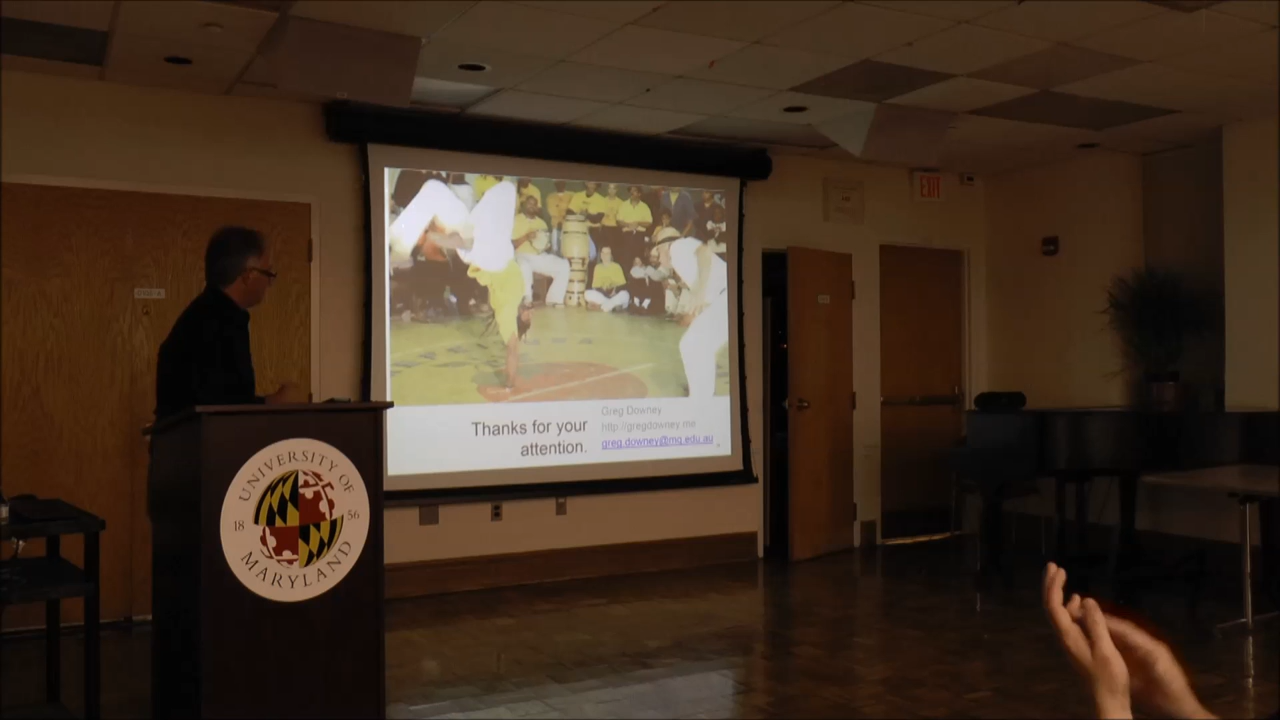 EXIT
Thanks for your
attention.
Greg Downey
http://gregdowney.me
greg.downey@mq.edu.au
UNIVERSITY OF
18 56
MARYLAND